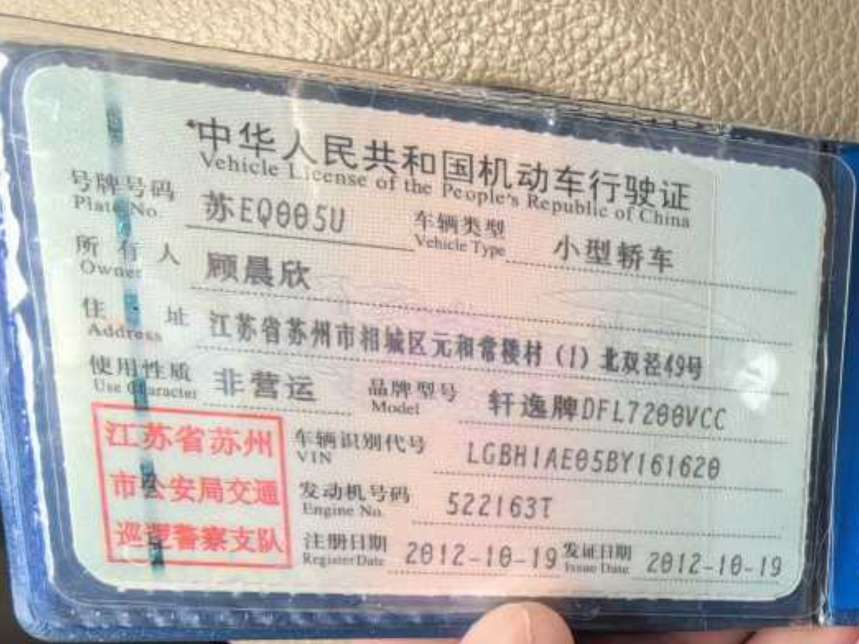 中华人民共和国机动车行驶证
Vehicle License of the People's Republic of China
号牌号码 苏EQ005U 车辆类型 小型轿车
Plate No. Vehicle Type
所有人 顾晨欣
Owner
住址 江苏省苏州市相城区元和常楼村(1)北双泾49号
Address
使用性质 非营运 品牌型号 轩逸牌DFL7200VCC
Use Character Model
江苏省苏州
市公安局交通
巡逻警察支队
车辆识别代号 LGBH1AE05BY161620
VIN
发动机号码 522163T
Engine No.
注册日期 2012-10-19 发证日期 2012-10-19
Register Date Issue Date